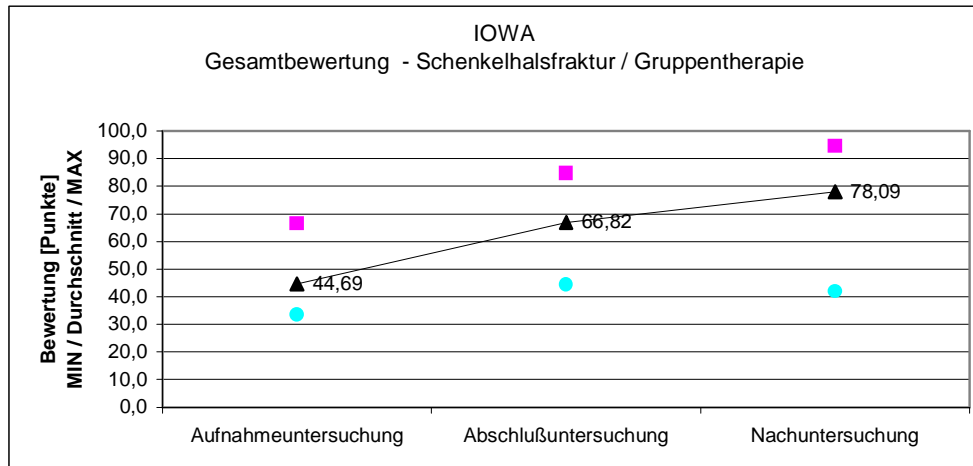 IOWA
Gesamtbewertung - Schenkelhalsfraktur / Gruppentherapie
Bewertung [Punkte]
MIN / Durchschnitt / MAX
100,0
90,0
80,0
70,0
60,0
50,0
40,0
30,0
20,0
10,0
0,0
44,69
66,82
78,09
Aufnahmeuntersuchung
Abschlußuntersuchung
Nachuntersuchung